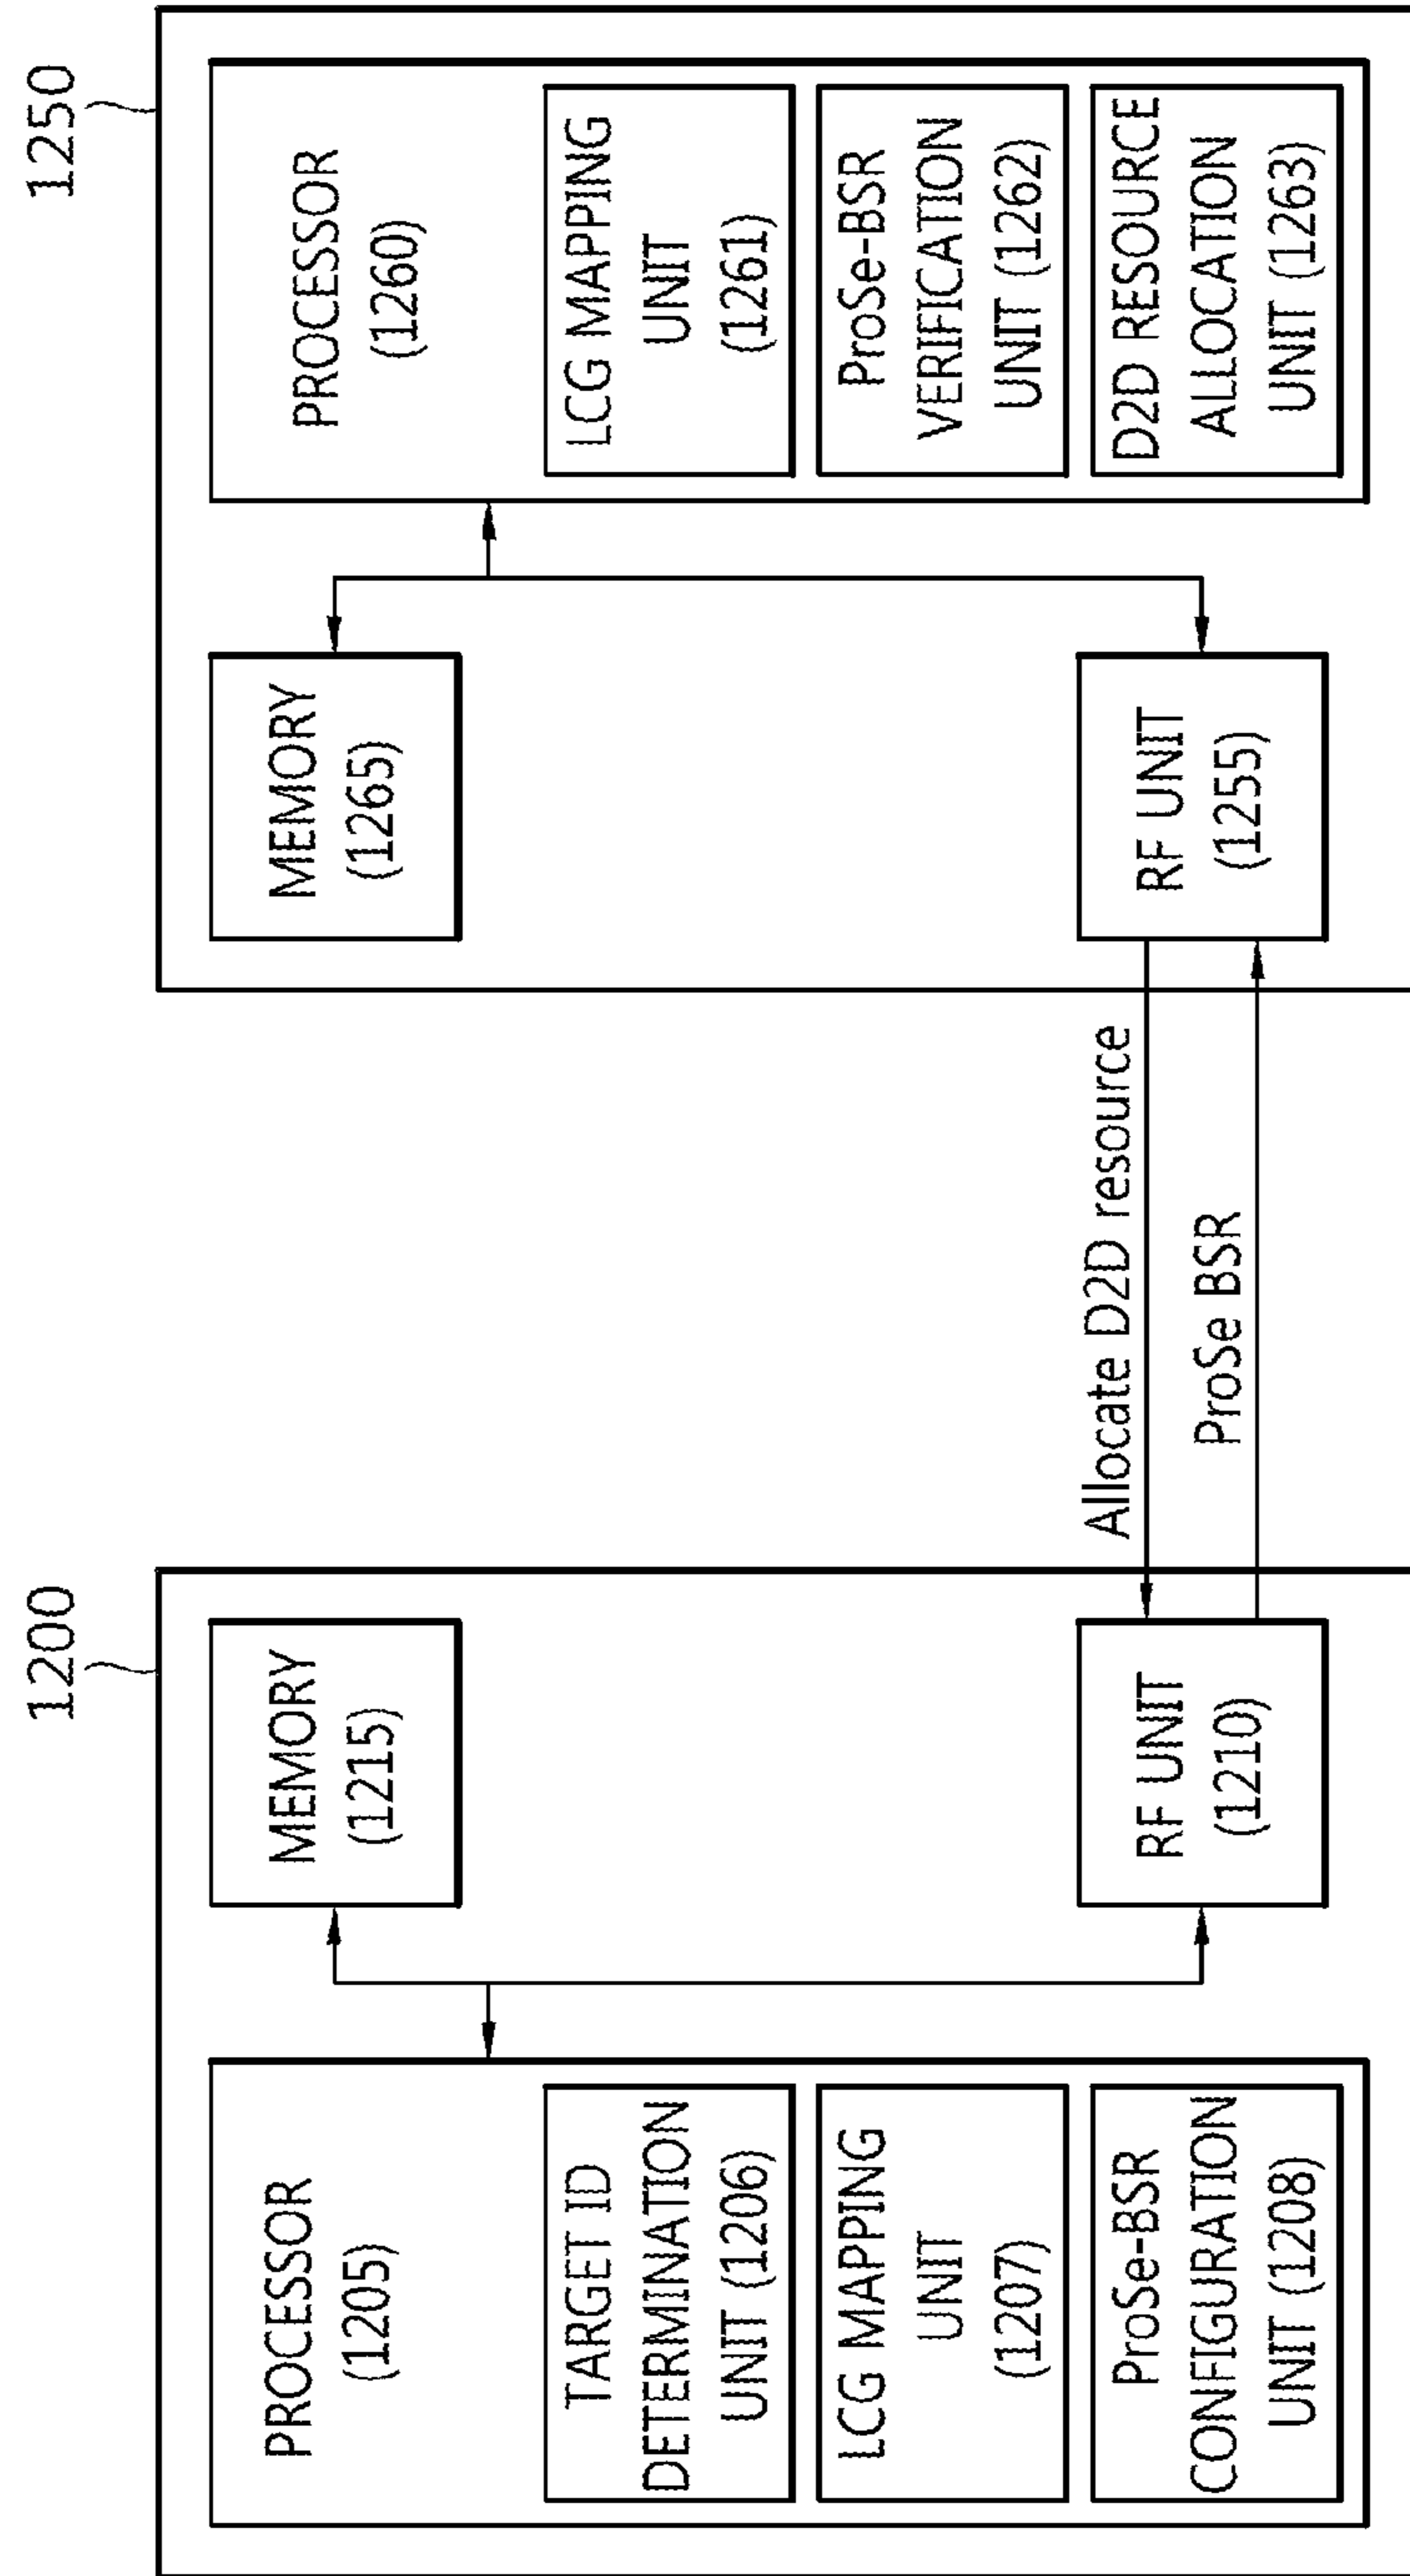 1200
PROCESSOR
(1205)
TARGET ID
DETERMINATION
UNIT (1206)
LCG MAPPING
UNIT
(1207)
ProSe-BSR
CONFIGURATION
UNIT (1208)
MEMORY
(1215)
RF UNIT
(1210)
Allocate D2D resource
ProSe BSR
1250
MEMORY
(1265)
RF UNIT
(1255)
PROCESSOR
(1260)
LCG MAPPING
UNIT
(1261)
ProSe-BSR
VERIFICATION
UNIT (1262)
D2D RESOURCE
ALLOCATION
UNIT (1263)